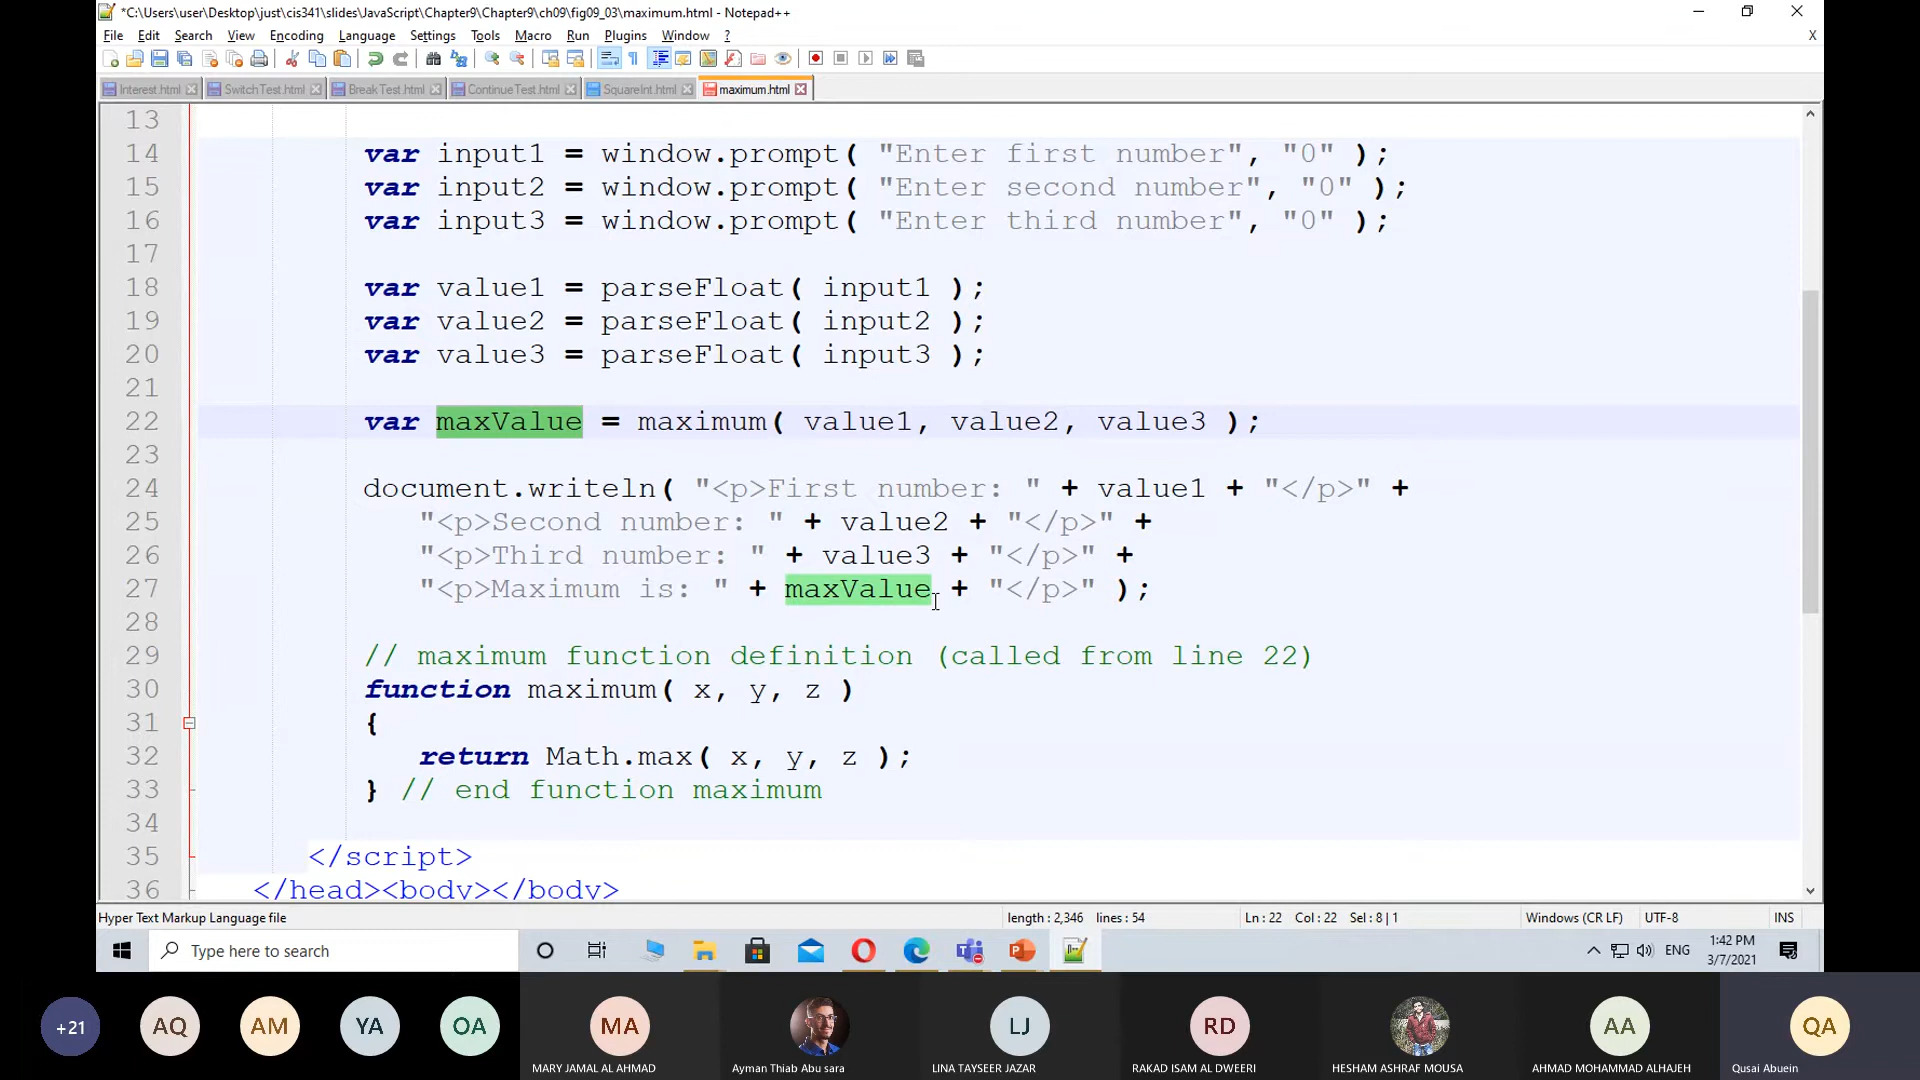 *C:\Users\user\Desktop\just\cis341\slides\JavaScript\Chapter9\Chapter9\ch09\fig09_03\maximum.html - Notepad++
File Edit Search View Encoding Language Settings Tools Macro Run Plugins Window ? X
Interest.html SwitchTest.html BreakTest.html ContinueTest.html SquareInt.html maximum.html
13
14 var input1 = window.prompt( "Enter first number", "0" );
15 var input2 = window.prompt( "Enter second number", "0" );
16 var input3 = window.prompt( "Enter third number", "0" );
17
18 var value1 = parseFloat( input1 );
19 var value2 = parseFloat( input2 );
20 var value3 = parseFloat( input3 );
21
22 var maxValue = maximum( value1, value2, value3 );
23
24 document.writeln( "<p>First number: " + value1 + "</p>" +
25 "<p>Second number: " + value2 + "</p>" +
26 "<p>Third number: " + value3 + "</p>" +
27 "<p>Maximum is: " + maxValue + "</p>" );
28
29 // maximum function definition (called from line 22)
30 function maximum( x, y, z )
31 {
32 return Math.max( x, y, z );
33 } // end function maximum
34
35 </script>
36 </head><body></body>
Hyper Text Markup Language file length : 2,346 lines : 54 Ln : 22 Col : 22 Sel : 8 | 1 Windows (CR LF) UTF-8 INS
Type here to search ENG 1:42 PM
3/7/2021
+21 AQ AM YA OA MA LJ RD AA QA
MARY JAMAL AL AHMAD Ayman Thiab Abu sara LINA TAYSEER JAZAR RAKAD ISAM AL DWEERI HESHAM ASHRAF MOUSA AHMAD MOHAMMAD ALHAJEH Qusai Abuein